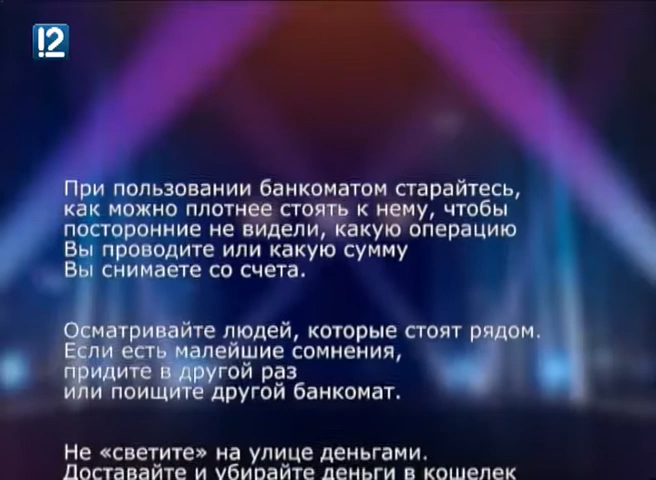 12
При пользовании банкоматом старайтесь,
как можно плотнее стоять к нему, чтобы
посторонние не видели, какую операцию
Вы проводите или какую сумму
Вы снимаете со счета.
Осматривайте людей, которые стоят рядом.
Если есть малейшие сомнения,
придите в другой раз
или поищите другой банкомат.
Не «светите» на улице деньгами.
Доставайте и убирайте деньги в кошелек